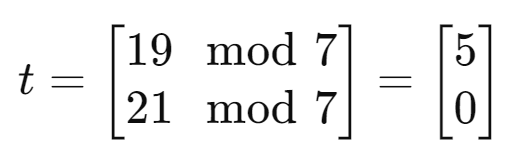 t = [19 mod 7] = [5]
[21 mod 7] [0]